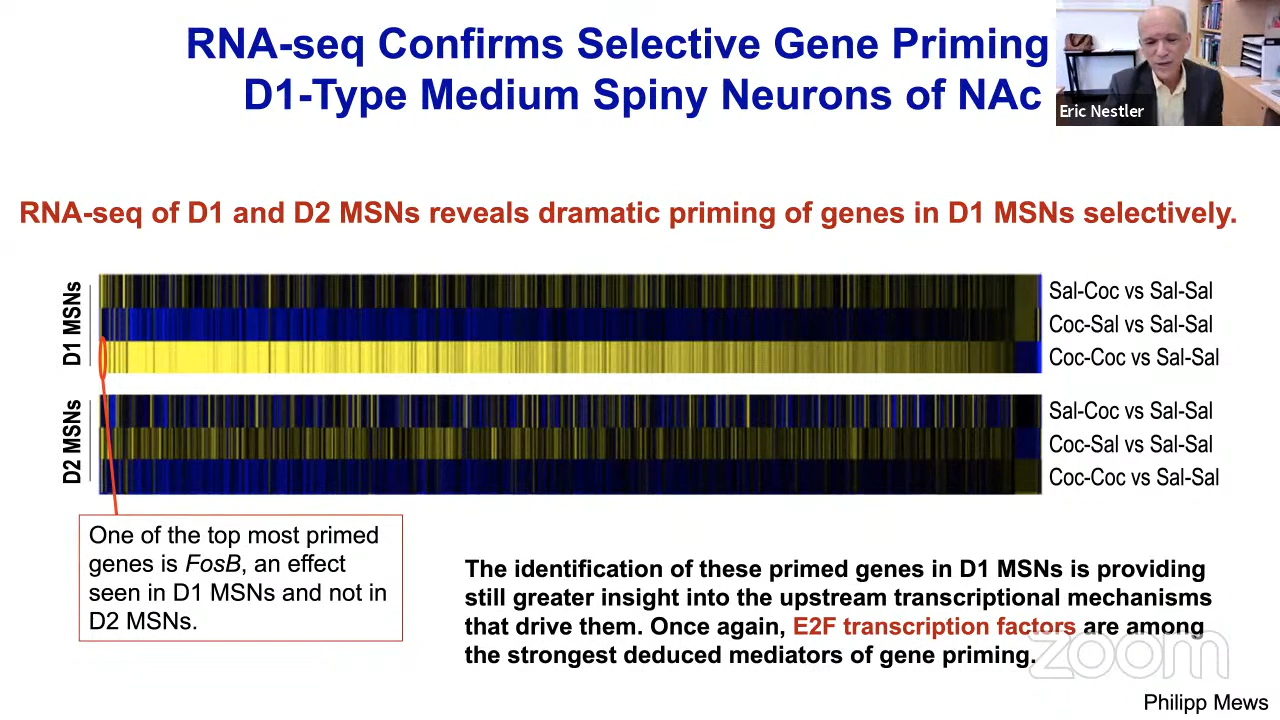 RNA-seq Confirms Selective Gene Priming
D1-Type Medium Spiny Neurons of NAc
Eric Nestler
RNA-seq of D1 and D2 MSNs reveals dramatic priming of genes in D1 MSNs selectively.
D1 MSNs
Sal-Coc vs Sal-Sal
Coc-Sal vs Sal-Sal
Coc-Coc vs Sal-Sal
D2 MSNs
Sal-Coc vs Sal-Sal
Coc-Sal vs Sal-Sal
Coc-Coc vs Sal-Sal
One of the top most primed
genes is FosB, an effect
seen in D1 MSNs and not in
D2 MSNs.
The identification of these primed genes in D1 MSNs is providing
still greater insight into the upstream transcriptional mechanisms
that drive them. Once again, E2F transcription factors are among
the strongest deduced mediators of gene priming.
zoom
Philipp Mews